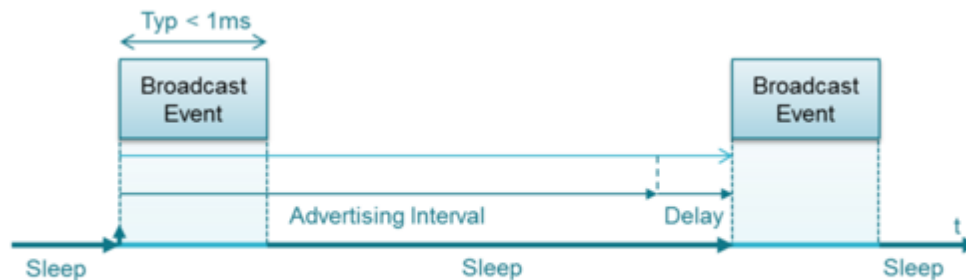 Typ < 1ms
Broadcast
Event
Broadcast
Event
Advertising Interval
Delay
t
Sleep
Sleep
Sleep